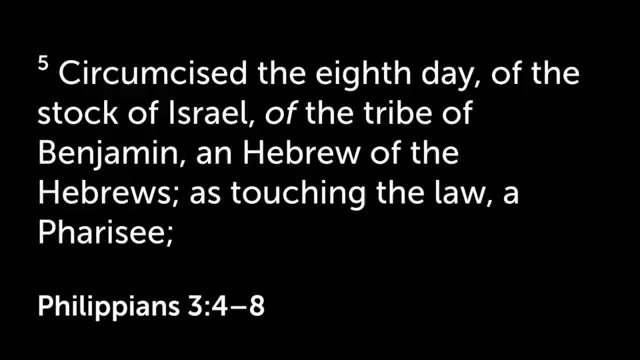 5 Circumcised the eighth day, of the
stock of Israel, of the tribe of
Benjamin, an Hebrew of the
Hebrews; as touching the law, a
Pharisee;
Philippians 3:4–8